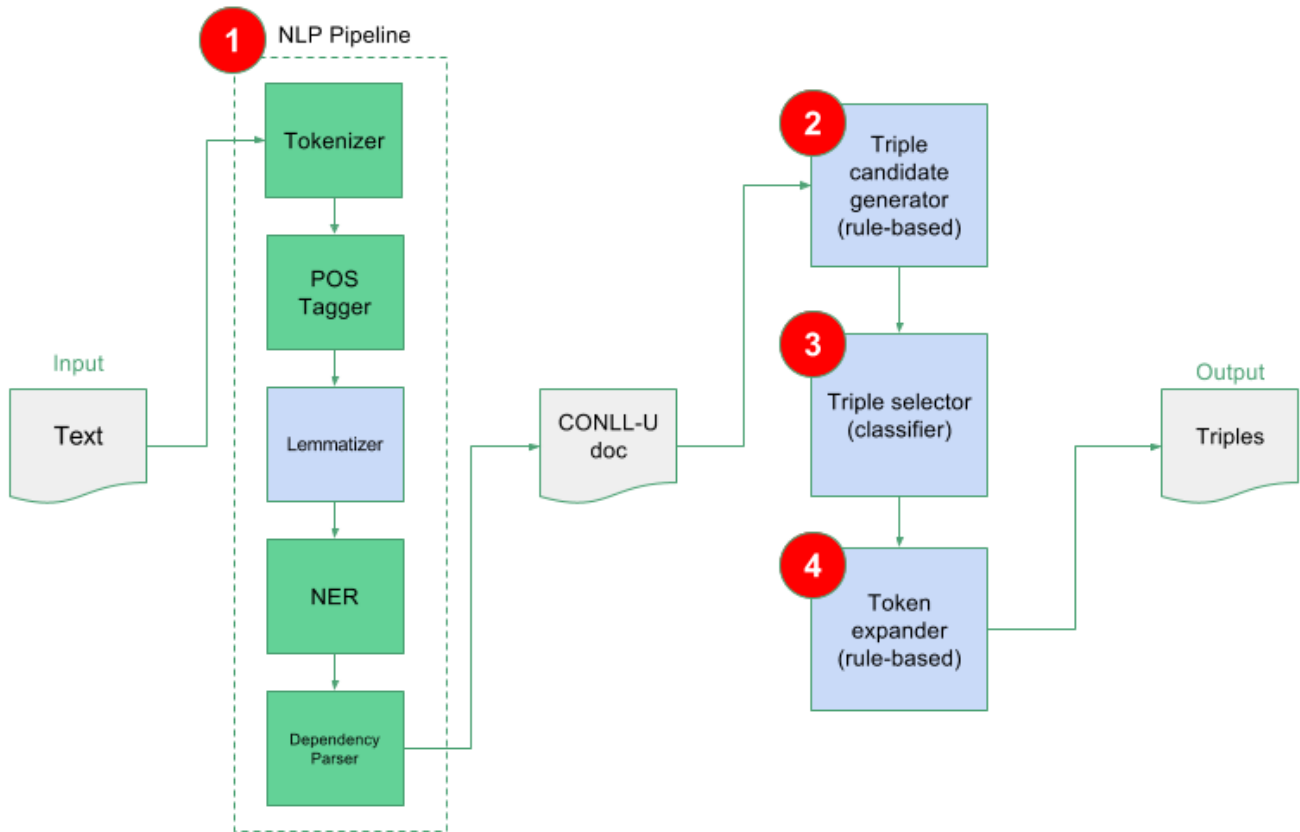 1
NLP Pipeline
Tokenizer
POS
Tagger
Lemmatizer
NER
Dependency
Parser
Input
Text
CONLL-U
doc
2
Triple
candidate
generator
(rule-based)
3
Triple selector
(classifier)
4
Token
expander
(rule-based)
Output
Triples